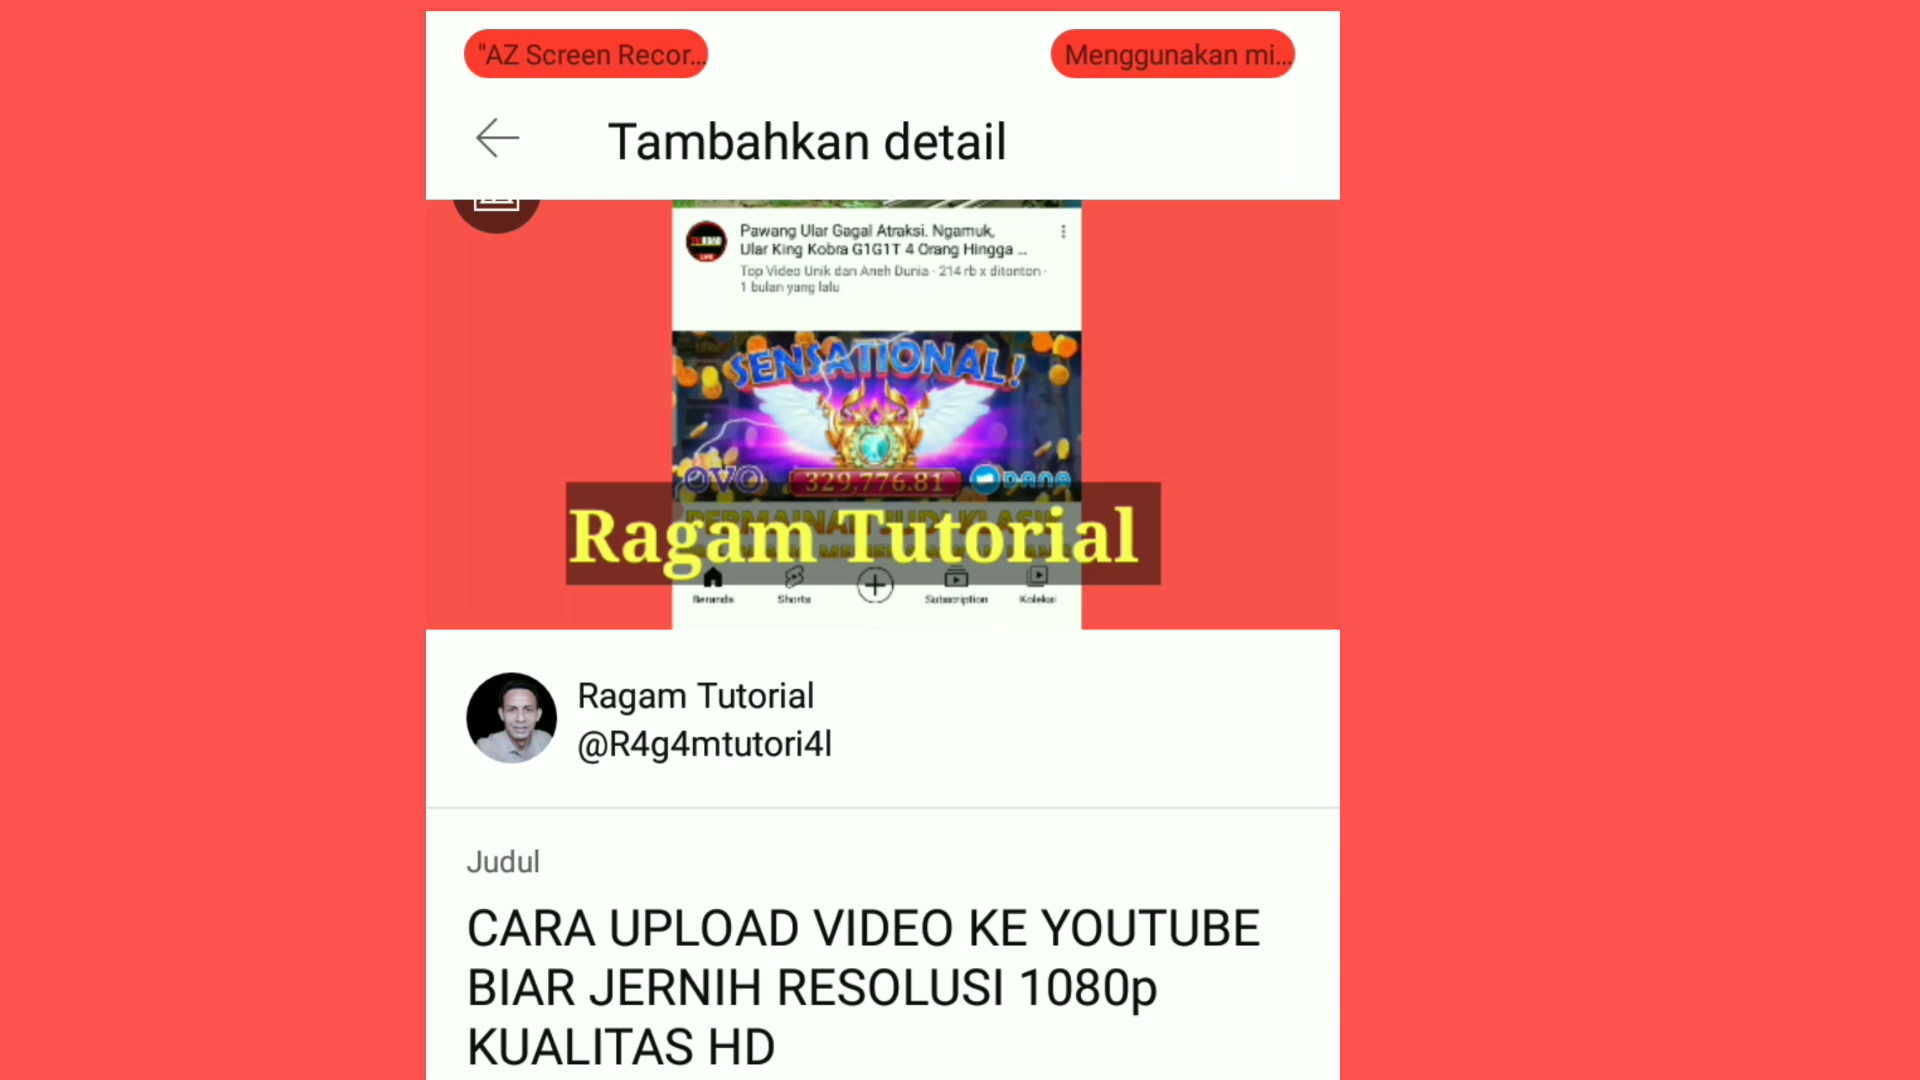 "AZ Screen Recor...
Menggunakan mi...
Tambahkan detail
Pawang Ular Gagal Atraksi. Ngamuk,
Ular King Kobra G1G1T 4 Orang Hingga ...
Top Video Unik dan Aneh Dunia · 214 rb x ditonton ·
1 bulan yang lalu
SENSATIONAL!
OVO
329,776.81
DANA
Ragam Tutorial
Beranda
Shorts
Subscription
Koleksi
Ragam Tutorial
@R4g4mtutori4l
Judul
CARA UPLOAD VIDEO KE YOUTUBE
BIAR JERNIH RESOLUSI 1080p
KUALITAS HD